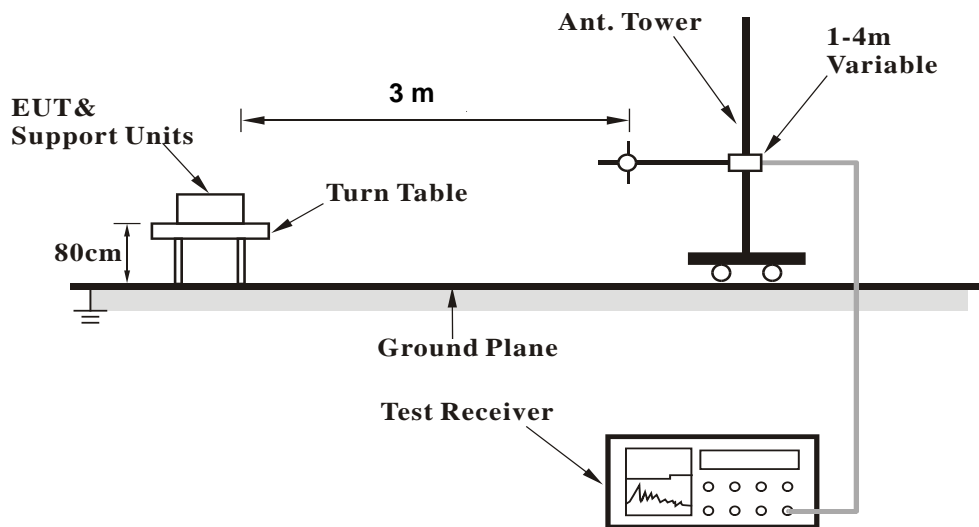 Ant. Tower
1-4m
Variable
3 m
EUT&
Support Units
Turn Table
80cm
Ground Plane
Test Receiver